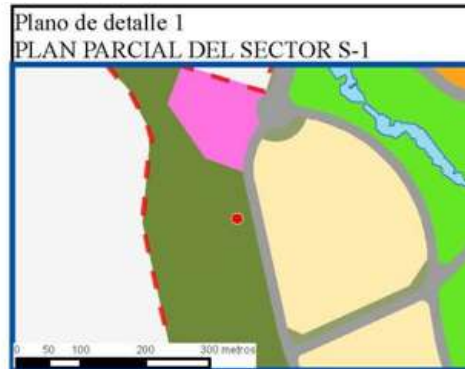 Plano de detalle 1
PLAN PARCIAL DEL SECTOR S-1
0 50 100 200 300 metros